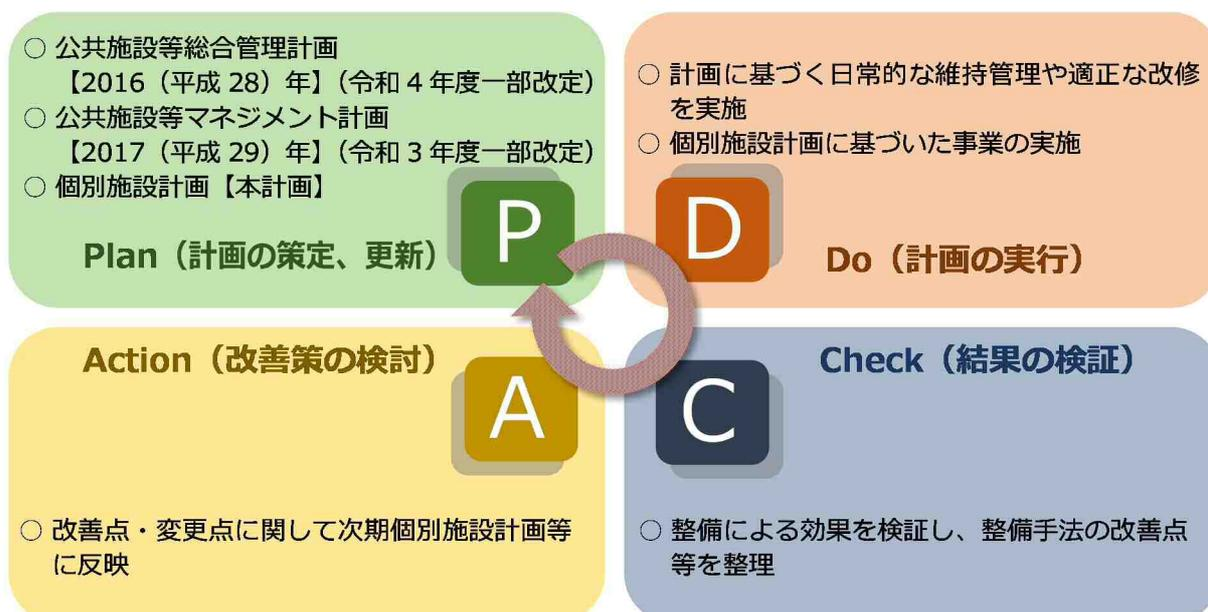 ○ 公共施設等総合管理計画
【2016（平成 28）年】（令和 4 年度一部改定）
○ 公共施設等マネジメント計画
【2017（平成 29）年】（令和 3 年度一部改定）
○ 個別施設計画【本計画】
Plan（計画の策定、更新）
P
○ 計画に基づく日常的な維持管理や適正な改修
を実施
○ 個別施設計画に基づいた事業の実施
D
Do（計画の実行）
Action（改善策の検討）
A
○ 改善点・変更点に関して次期個別施設計画等
に反映
Check（結果の検証）
C
○ 整備による効果を検証し、整備手法の改善点
等を整理